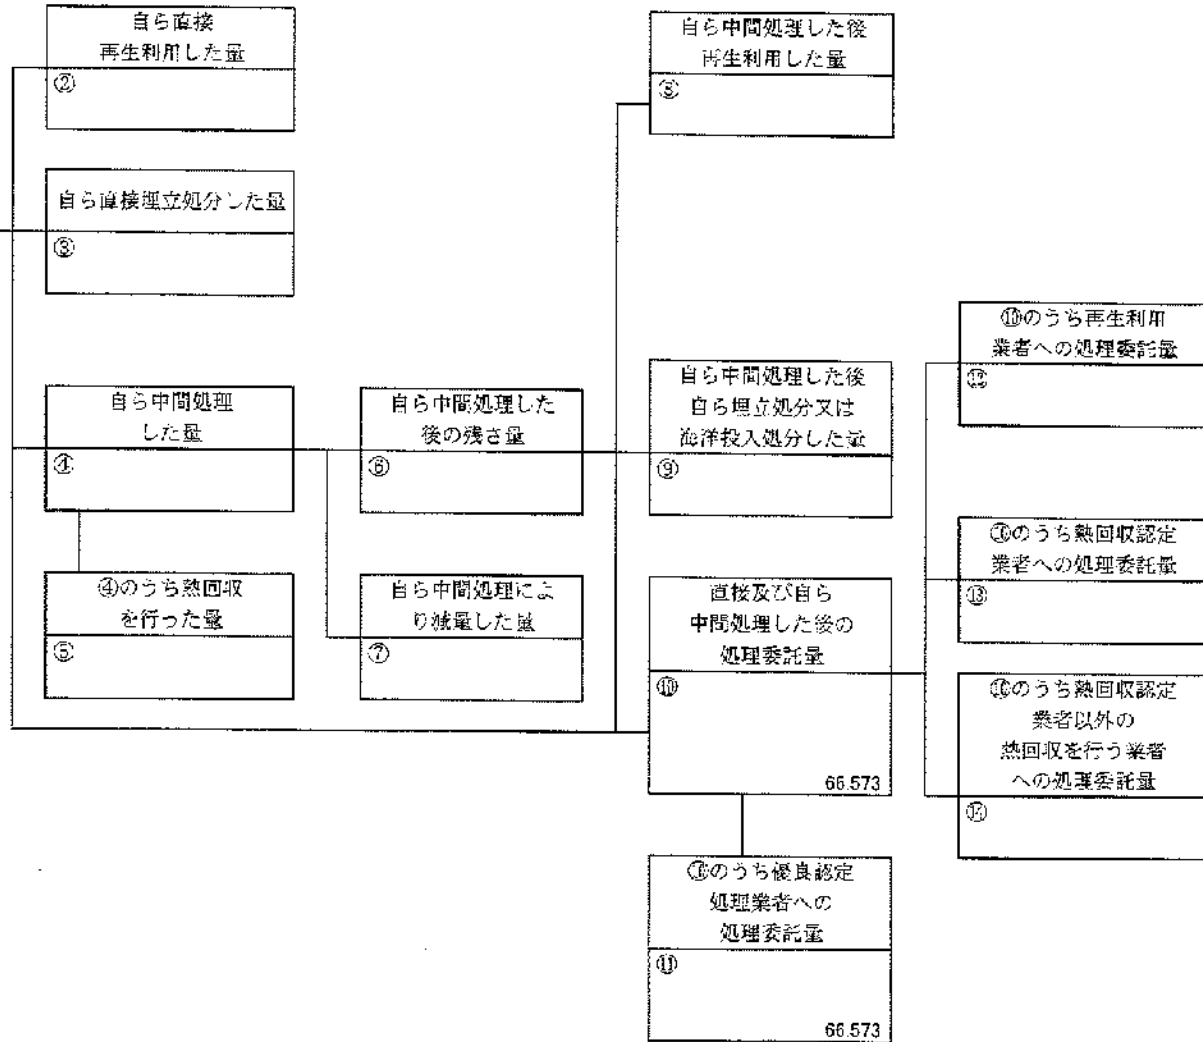 自ら直接
再生利用した量
②
自ら直接埋立処分した量
③
自ら中間処理
した量
④
④のうち熱回収
を行った量
⑤
自ら中間処理した
後の残さ量
⑥
自ら中間処理によ
り減量した量
⑦
自ら中間処理した後
再生利用した量
⑧
自ら中間処理した後
自ら埋立処分又は
海洋投入処分した量
⑨
直接及び自ら
中間処理した後の
処理委託量
⑩
66.573
⑩のうち優良認定
処理業者への
処理委託量
⑪
66.573
⑩のうち再生利用
業者への処理委託量
⑫
⑩のうち熱回収認定
業者への処理委託量
⑬
⑩のうち熱回収認定
業者以外の
熱回収を行う業者
への処理委託量
⑭